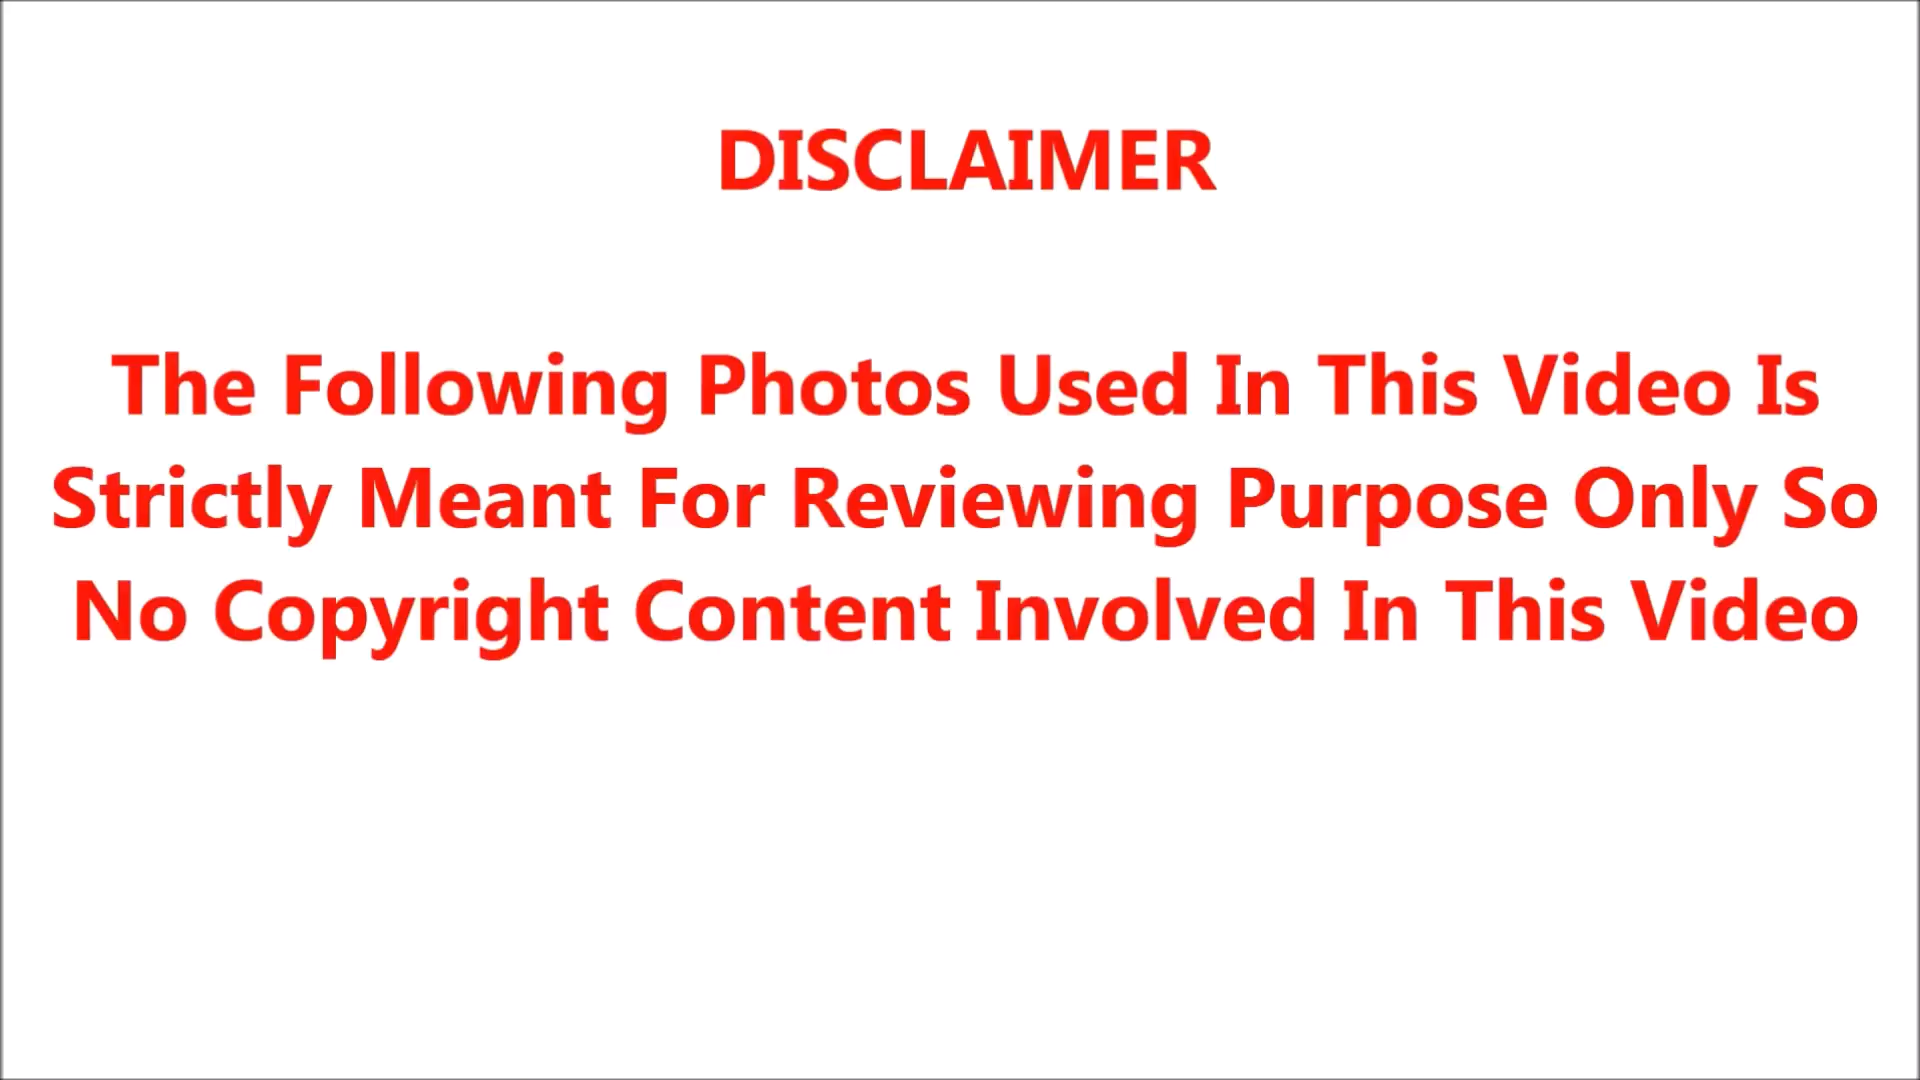 DISCLAIMER
The Following Photos Used In This Video Is
Strictly Meant For Reviewing Purpose Only So
No Copyright Content Involved In This Video